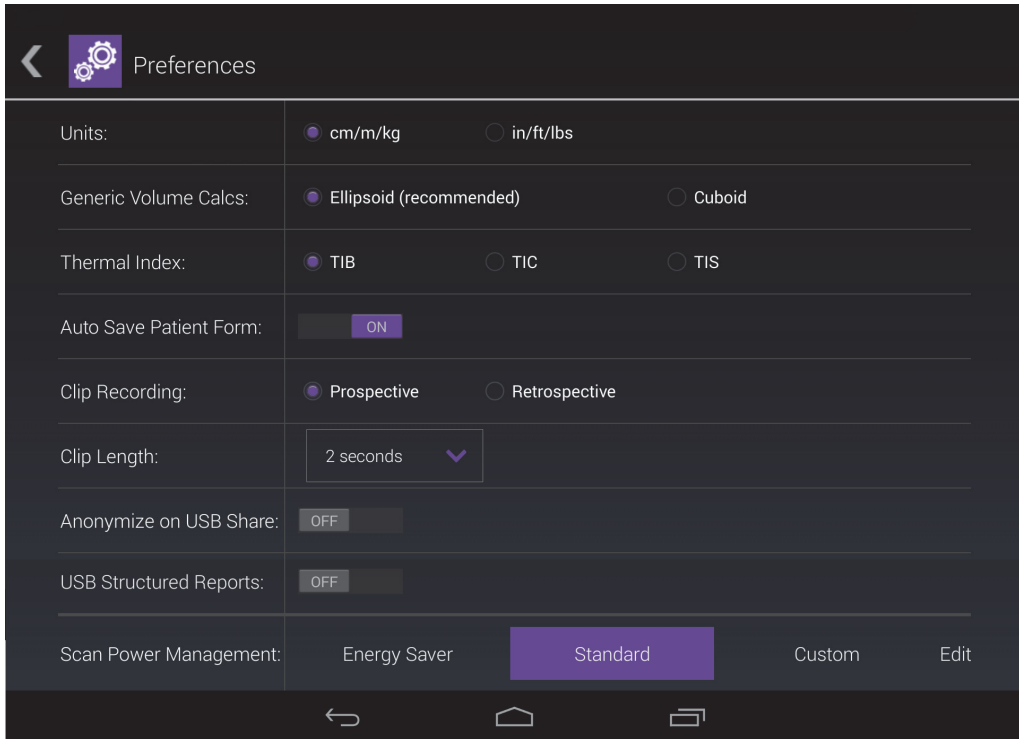 Preferences
Units: cm/m/kg in/ft/lbs
Generic Volume Calcs: Ellipsoid (recommended) Cuboid
Thermal Index: TIB TIC TIS
Auto Save Patient Form: ON
Clip Recording: Prospective Retrospective
Clip Length: 2 seconds
Anonymize on USB Share: OFF
USB Structured Reports: OFF
Scan Power Management: Energy Saver Standard Custom Edit